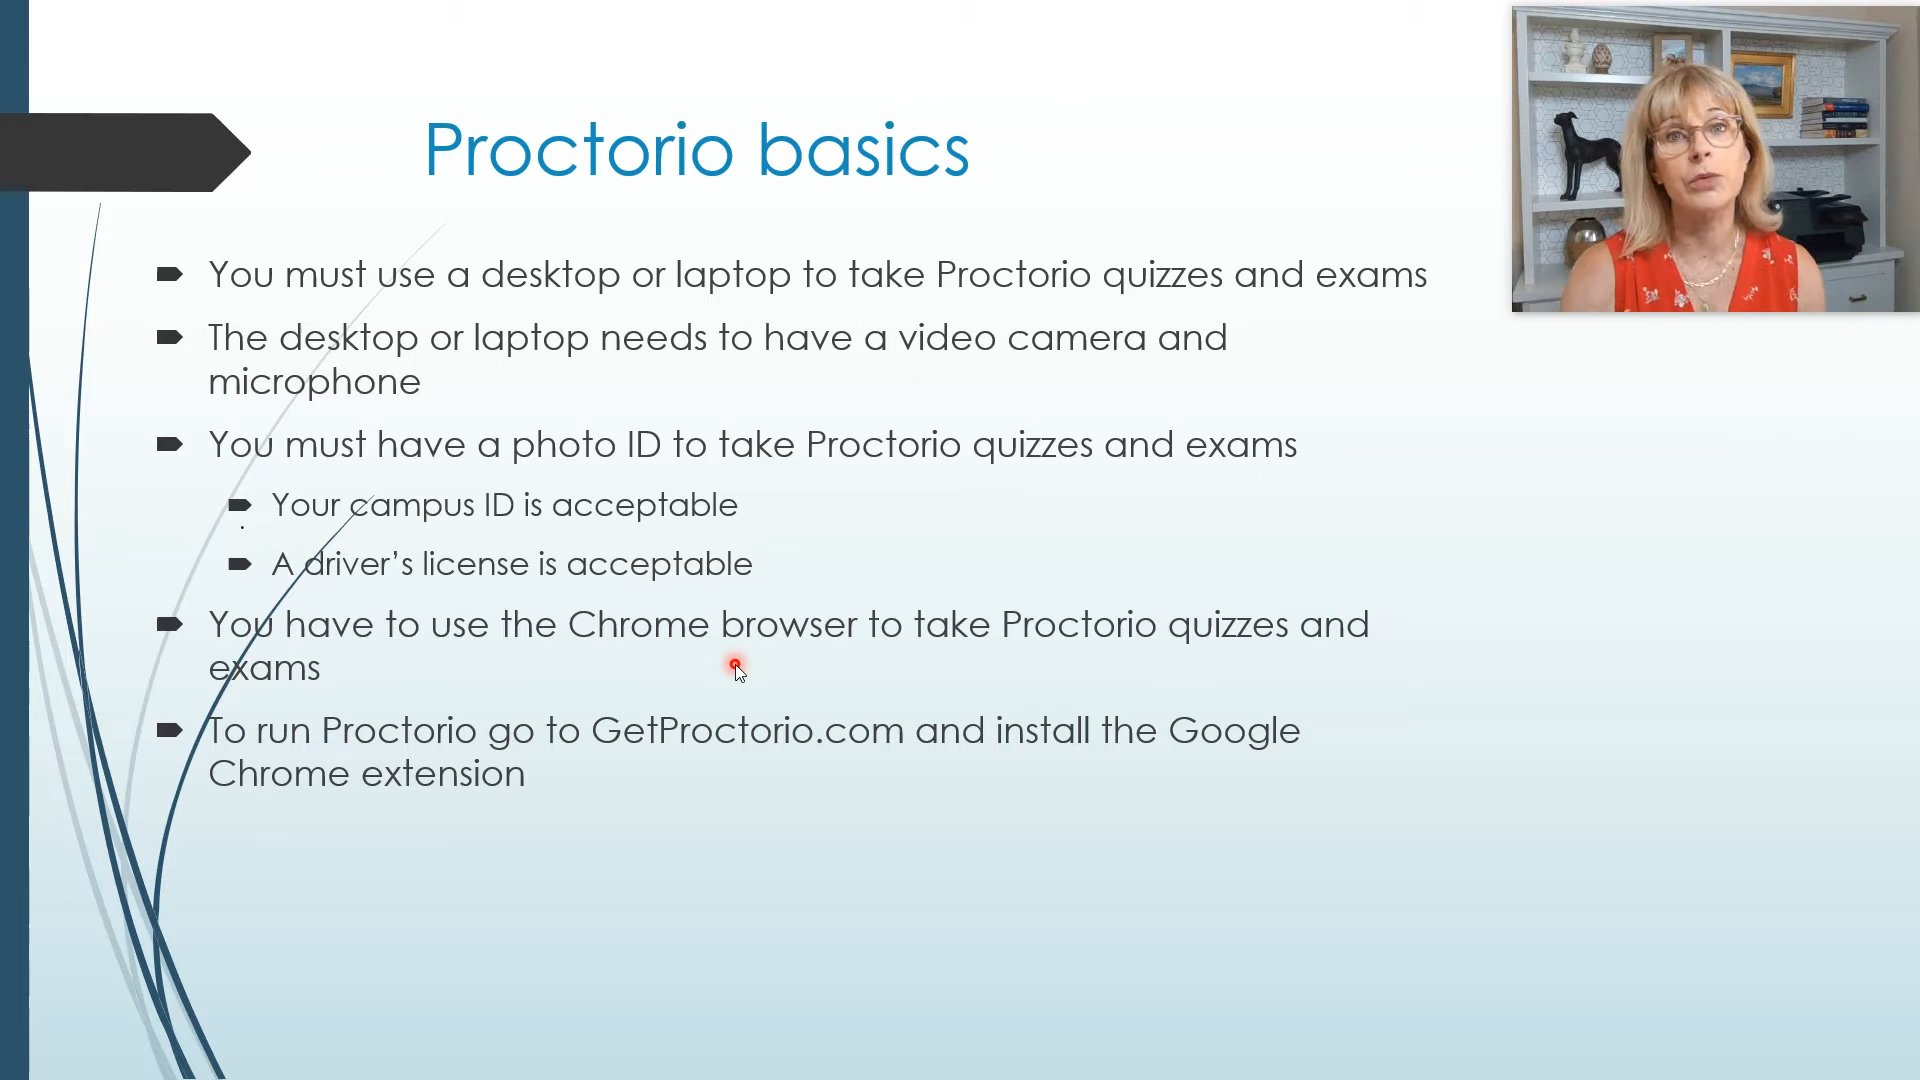 Proctorio basics
You must use a desktop or laptop to take Proctorio quizzes and exams
The desktop or laptop needs to have a video camera and
microphone
You must have a photo ID to take Proctorio quizzes and exams
Your campus ID is acceptable
A driver’s license is acceptable
You have to use the Chrome browser to take Proctorio quizzes and
exams
To run Proctorio go to GetProctorio.com and install the Google
Chrome extension